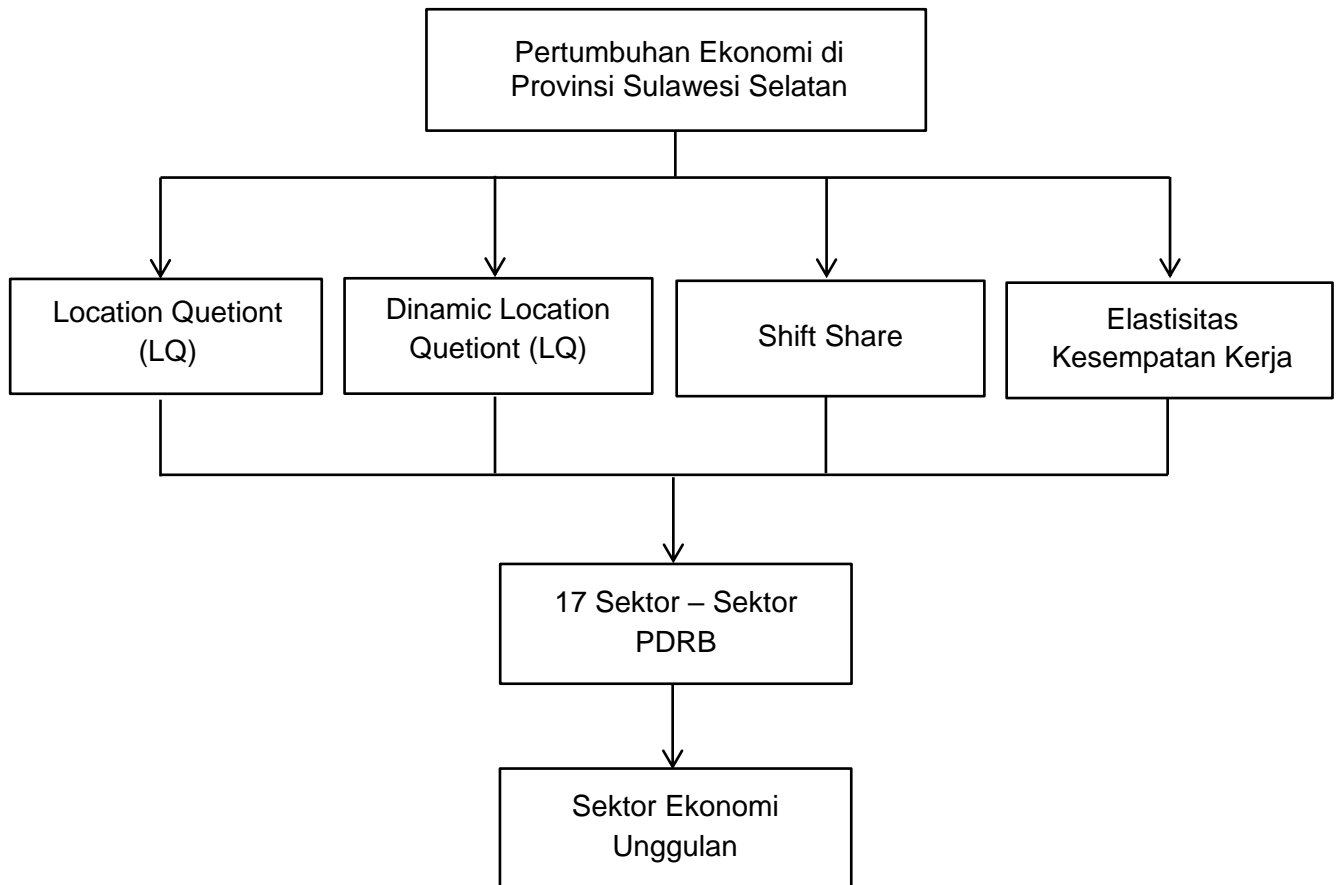 Pertumbuhan Ekonomi di
Provinsi Sulawesi Selatan
Location Quetiont
(LQ)
Dinamic Location
Quetiont (LQ)
Shift Share
Elastisitas
Kesempatan Kerja
17 Sektor – Sektor
PDRB
Sektor Ekonomi
Unggulan